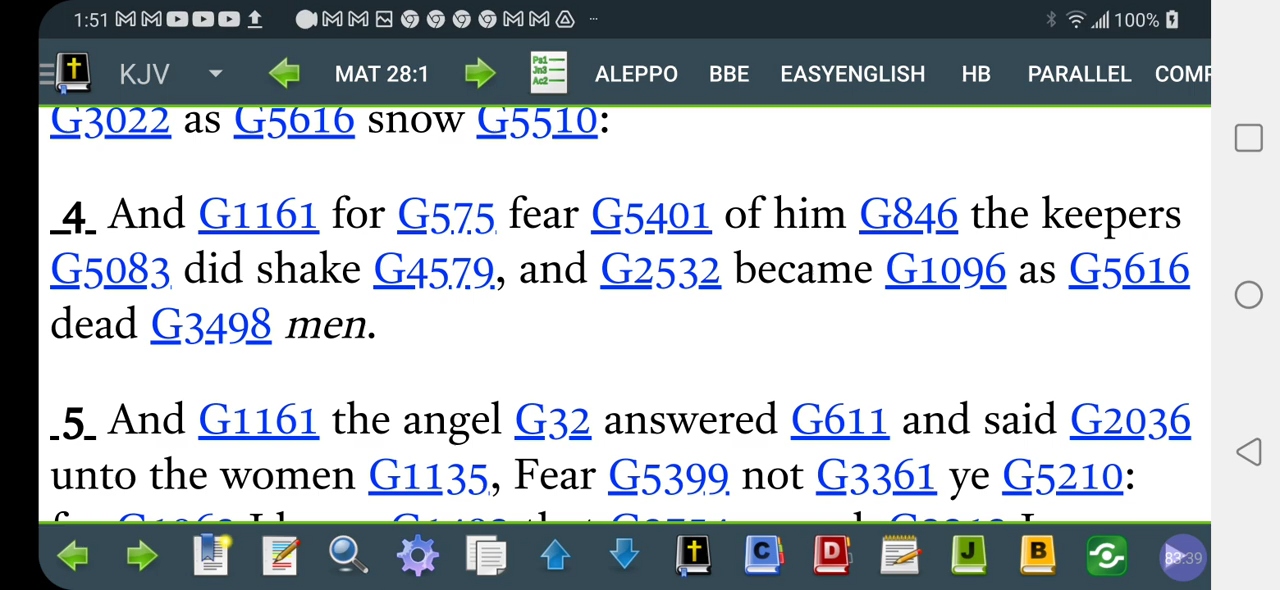 1:51 100%
KJV MAT 28:1 Ps1 Jn3 Ac2 ALEPPO BBE EASYENGLISH HB PARALLEL
G3022 as G5616 snow G5510:
4 And G1161 for G575 fear G5401 of him G846 the keepers
G5083 did shake G4579, and G2532 became G1096 as G5616
dead G3498 men.
5 And G1161 the angel G32 answered G611 and said G2036
unto the women G1135, Fear G5399 not G3361 ye G5210:
C D J B